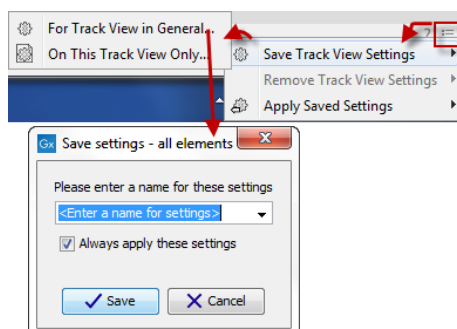 For Track View in General...
On This Track View Only...
?
Save Track View Settings
Remove Track View Settings
Apply Saved Settings
Gx Save settings - all elements
Please enter a name for these settings
<Enter a name for settings>
Always apply these settings
Save
Cancel